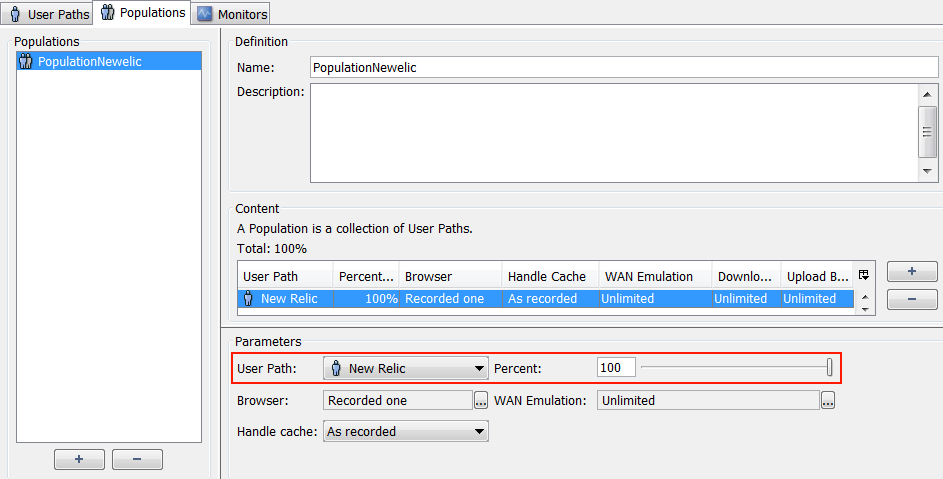 User Paths Populations Monitors
Populations
PopulationNewelic
+ −
Definition
Name: PopulationNewelic
Description:
Content
A Population is a collection of User Paths.
Total: 100%
User Path Percent... Browser Handle Cache WAN Emulation Downlo... Upload B...
New Relic 100% Recorded one As recorded Unlimited Unlimited Unlimited
+
−
Parameters
User Path: New Relic Percent: 100
Browser: Recorded one ... WAN Emulation: Unlimited ...
Handle cache: As recorded